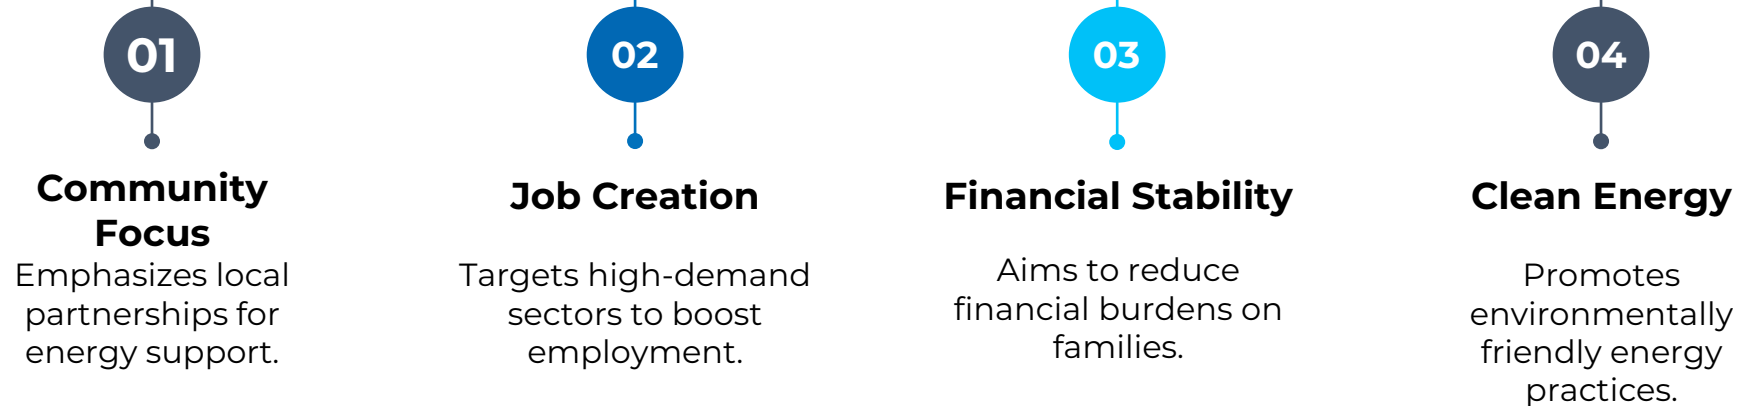 01
Community
Focus
Emphasizes local
partnerships for
energy support.
02
Job Creation
Targets high-demand
sectors to boost
employment.
03
Financial Stability
Aims to reduce
financial burdens on
families.
04
Clean Energy
Promotes
environmentally
friendly energy
practices.